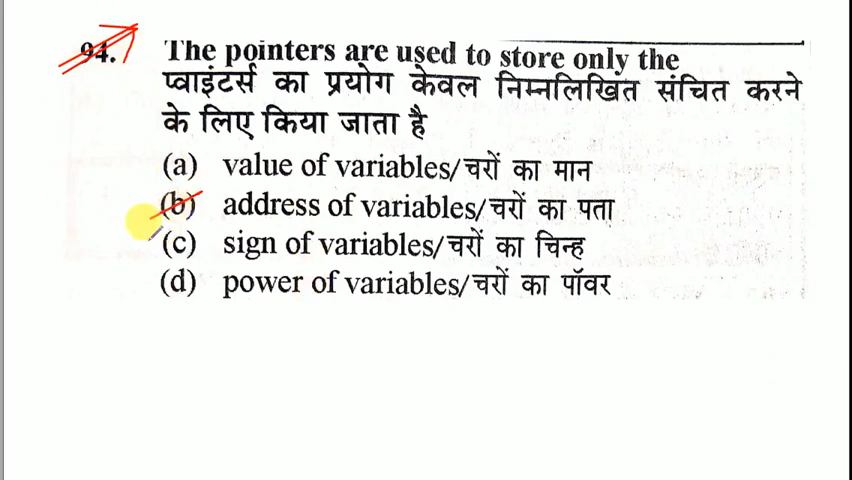 94. The pointers are used to store only the
प्वाइंटर्स का प्रयोग केवल निम्नलिखित संचित करने
के लिए किया जाता है
(a) value of variables/चरों का मान
(b) address of variables/चरों का पता
(c) sign of variables/चरों का चिन्ह
(d) power of variables/चरों का पॉवर